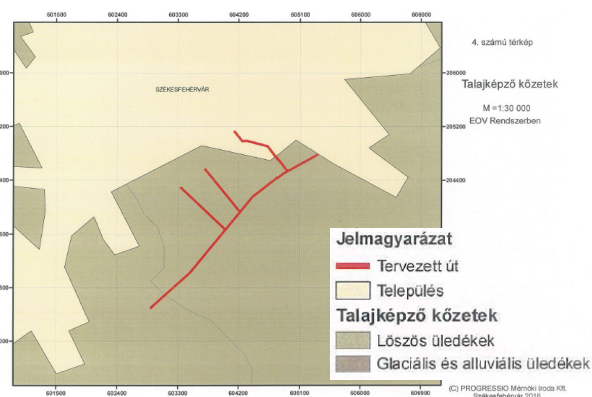 601500 602400 603300 604200 605100 606000 606900
4. számú térkép
Talajképző kőzetek
M =1:30 000
EOV Rendszerben
SZÉKESFEHÉRVÁR
206000
205200
204400
Jelmagyarázat
Tervezett út
Település
Talajképző kőzetek
Löszös üledékek
Glaciális és alluviális üledékek
601500 602400 603300 604200 605100 606000 606900
(C) PROGRESSIO Mérnöki Iroda Kft.
Székesfehérvár 2016